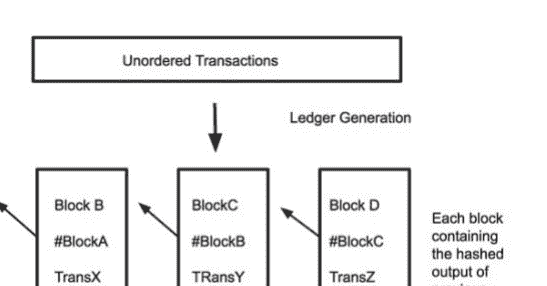 Unordered Transactions
Ledger Generation
Block B
#BlockA
TransX
BlockC
#BlockB
TRansY
Block D
#BlockC
TransZ
Each block
containing
the hashed
output of